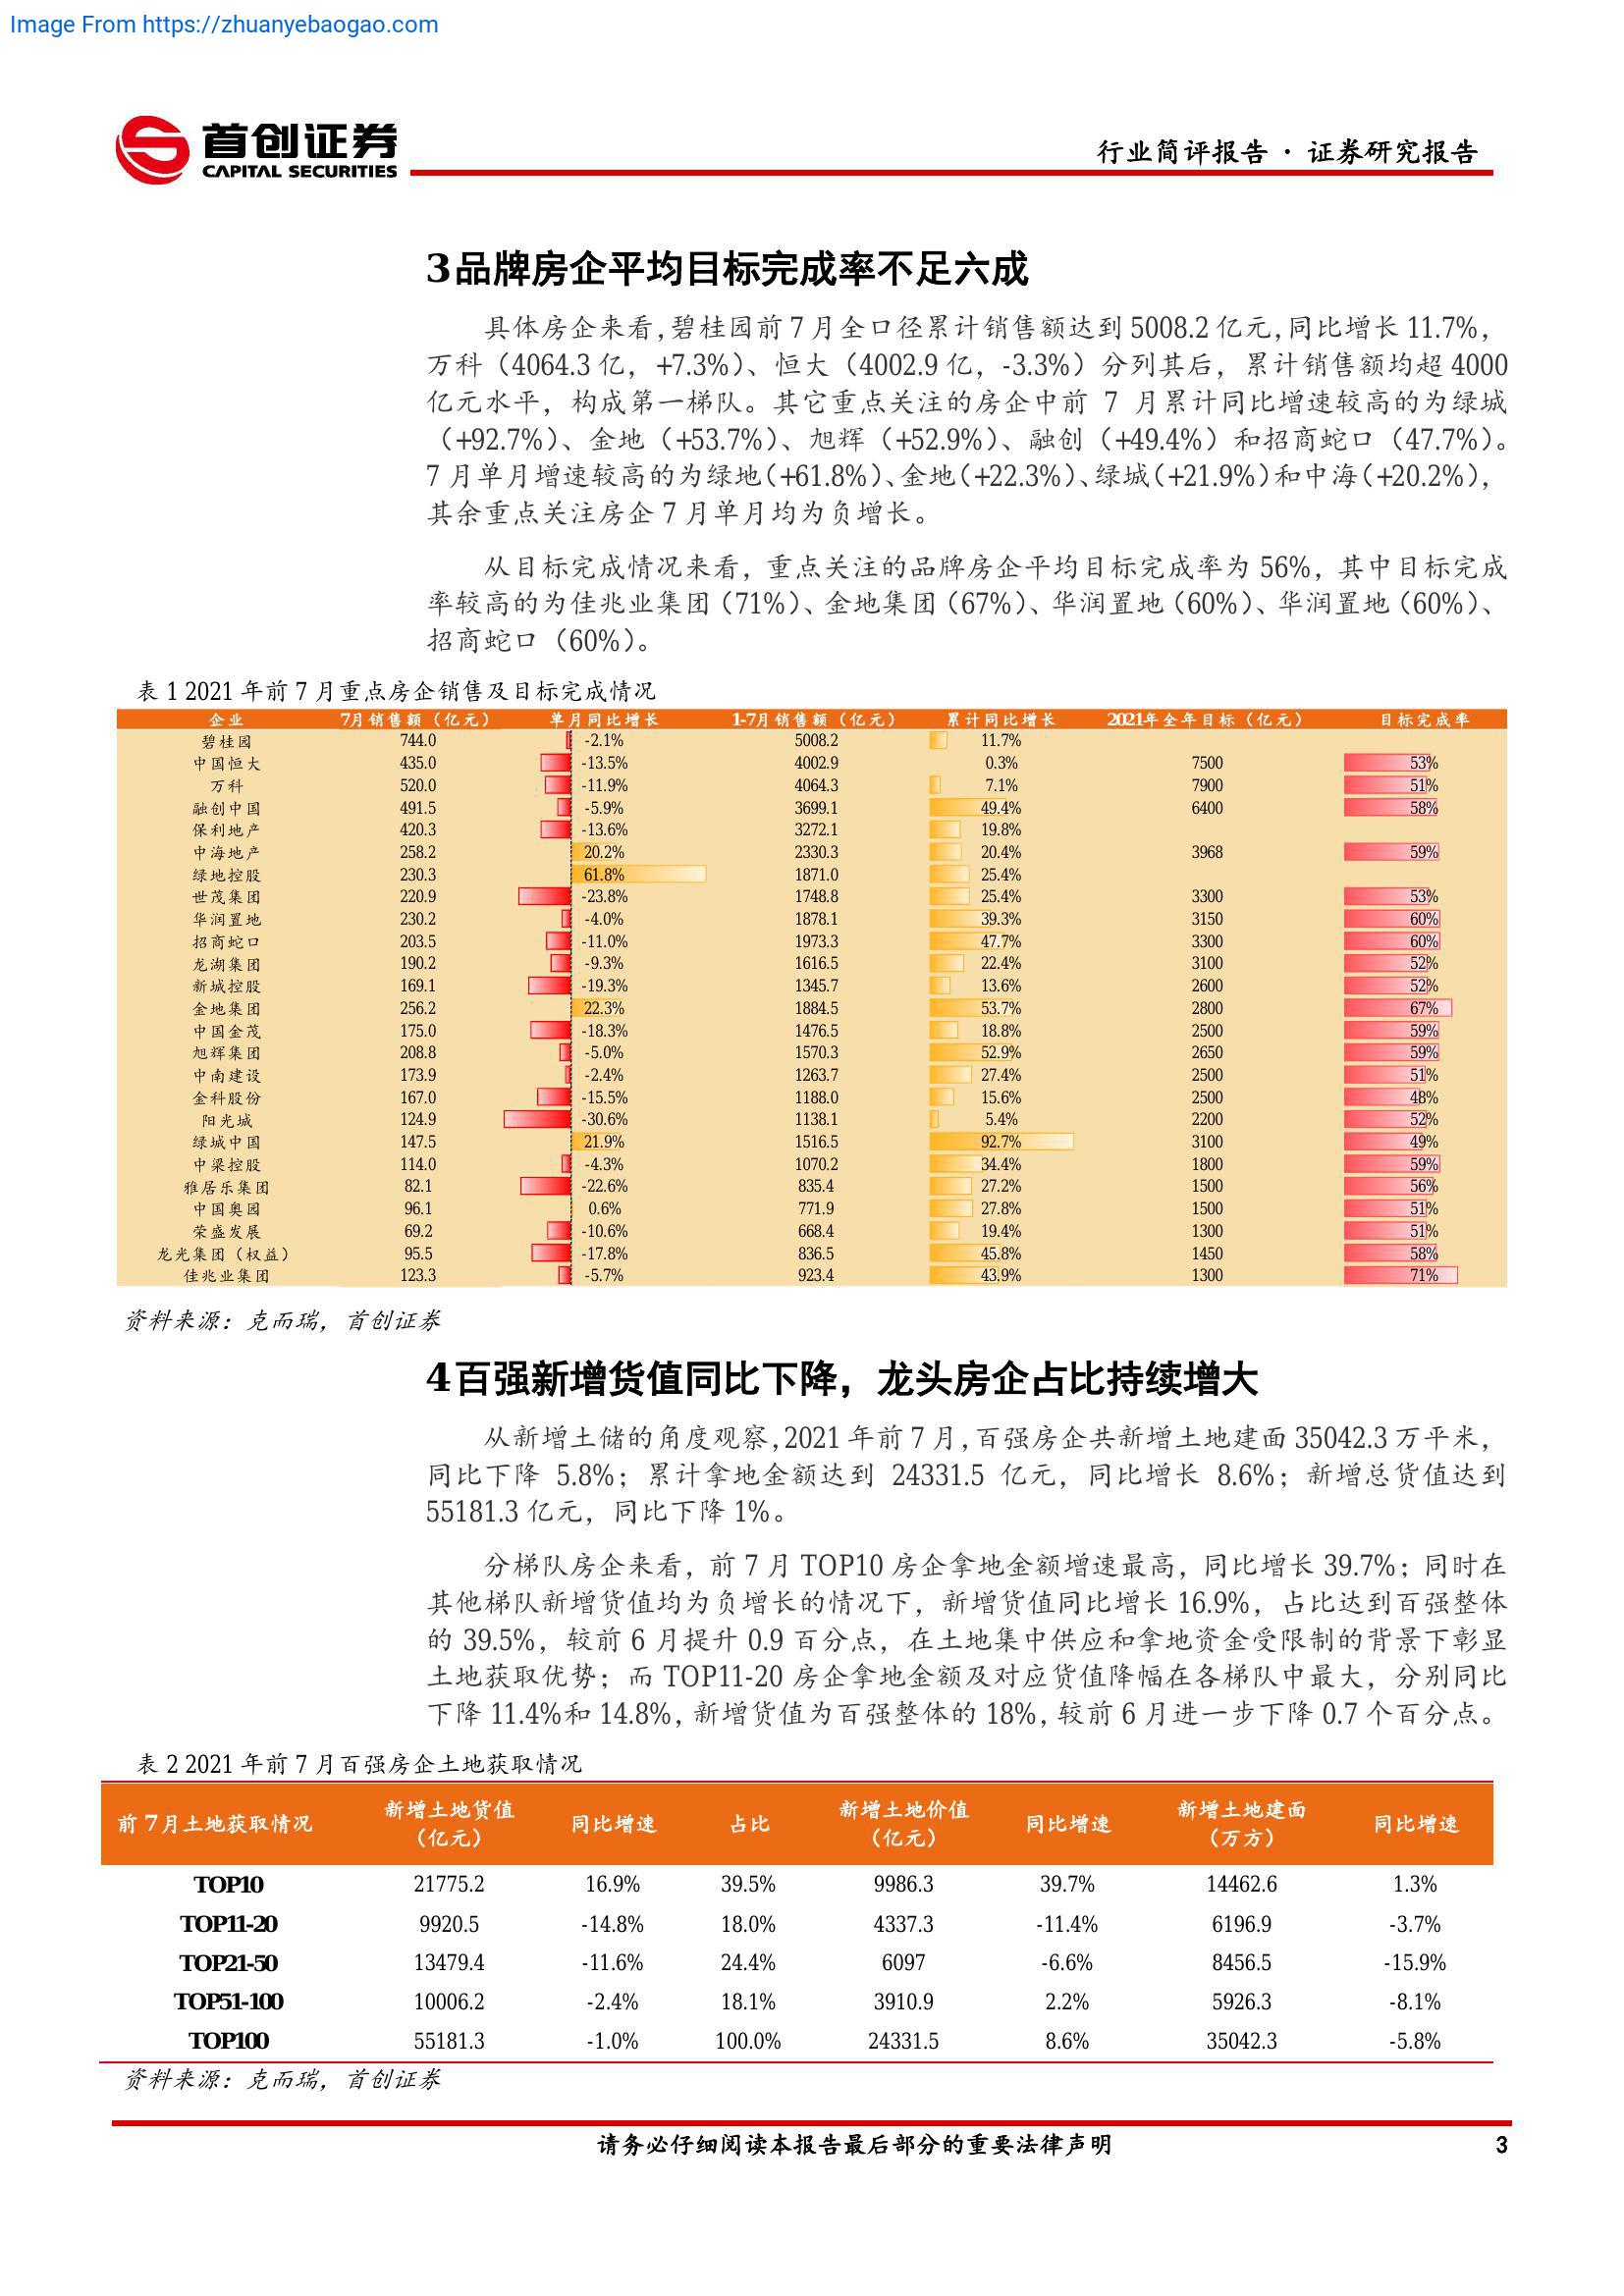 Image From https://zhuanyebaogao.com
首创证券
CAPITAL SECURITIES
行业简评报告 · 证券研究报告
3品牌房企平均目标完成率不足六成
具体房企来看,碧桂园前 7 月全口径累计销售额达到 5008.2 亿元,同比增长 11.7%,
万科（4064.3 亿，+7.3%）、恒大（4002.9 亿，-3.3%）分列其后，累计销售额均超 4000
亿元水平，构成第一梯队。其它重点关注的房企中前 7 月累计同比增速较高的为绿城
（+92.7%）、金地（+53.7%）、旭辉（+52.9%）、融创（+49.4%）和招商蛇口（47.7%）。
7 月单月增速较高的为绿地(+61.8%)、金地(+22.3%)、绿城(+21.9%)和中海(+20.2%)，
其余重点关注房企 7 月单月均为负增长。
从目标完成情况来看，重点关注的品牌房企平均目标完成率为 56%，其中目标完成
率较高的为佳兆业集团（71%）、金地集团（67%）、华润置地（60%）、华润置地（60%）、
招商蛇口（60%）。
表 1 2021 年前 7 月重点房企销售及目标完成情况
企业 7月销售额（亿元） 单月同比增长 1-7月销售额（亿元） 累计同比增长 2021年全年目标（亿元） 目标完成率
碧桂园 744.0 -2.1% 5008.2 11.7%
中国恒大 435.0 -13.5% 4002.9 0.3% 7500 53%
万科 520.0 -11.9% 4064.3 7.1% 7900 51%
融创中国 491.5 -5.9% 3699.1 49.4% 6400 58%
保利地产 420.3 -13.6% 3272.1 19.8%
中海地产 258.2 20.2% 2330.3 20.4% 3968 59%
绿地控股 230.3 61.8% 1871.0 25.4%
世茂集团 220.9 -23.8% 1748.8 25.4% 3300 53%
华润置地 230.2 -4.0% 1878.1 39.3% 3150 60%
招商蛇口 203.5 -11.0% 1973.3 47.7% 3300 60%
龙湖集团 190.2 -9.3% 1616.5 22.4% 3100 52%
新城控股 169.1 -19.3% 1345.7 13.6% 2600 52%
金地集团 256.2 22.3% 1884.5 53.7% 2800 67%
中国金茂 175.0 -18.3% 1476.5 18.8% 2500 59%
旭辉集团 208.8 -5.0% 1570.3 52.9% 2650 59%
中南建设 173.9 -2.4% 1263.7 27.4% 2500 51%
金科股份 167.0 -15.5% 1188.0 15.6% 2500 48%
阳光城 124.9 -30.6% 1138.1 5.4% 2200 52%
绿城中国 147.5 21.9% 1516.5 92.7% 3100 49%
中梁控股 114.0 -4.3% 1070.2 34.4% 1800 59%
雅居乐集团 82.1 -22.6% 835.4 27.2% 1500 56%
中国奥园 96.1 0.6% 771.9 27.8% 1500 51%
荣盛发展 69.2 -10.6% 668.4 19.4% 1300 51%
龙光集团（权益） 95.5 -17.8% 836.5 45.8% 1450 58%
佳兆业集团 123.3 -5.7% 923.4 43.9% 1300 71%
资料来源：克而瑞，首创证券
4百强新增货值同比下降，龙头房企占比持续增大
从新增土储的角度观察,2021 年前 7 月,百强房企共新增土地建面 35042.3 万平米，
同比下降 5.8%；累计拿地金额达到 24331.5 亿元，同比增长 8.6%；新增总货值达到
55181.3 亿元，同比下降 1%。
分梯队房企来看，前 7 月 TOP10 房企拿地金额增速最高，同比增长 39.7%；同时在
其他梯队新增货值均为负增长的情况下，新增货值同比增长 16.9%，占比达到百强整体
的 39.5%，较前 6 月提升 0.9 百分点，在土地集中供应和拿地资金受限制的背景下彰显
土地获取优势；而 TOP11-20 房企拿地金额及对应货值降幅在各梯队中最大，分别同比
下降 11.4%和 14.8%，新增货值为百强整体的 18%，较前 6 月进一步下降 0.7 个百分点。
表 2 2021 年前 7 月百强房企土地获取情况
前 7月土地获取情况 新增土地货值（亿元） 同比增速 占比 新增土地价值（亿元） 同比增速 新增土地建面（万方） 同比增速
TOP10 21775.2 16.9% 39.5% 9986.3 39.7% 14462.6 1.3%
TOP11-20 9920.5 -14.8% 18.0% 4337.3 -11.4% 6196.9 -3.7%
TOP21-50 13479.4 -11.6% 24.4% 6097 -6.6% 8456.5 -15.9%
TOP51-100 10006.2 -2.4% 18.1% 3910.9 2.2% 5926.3 -8.1%
TOP100 55181.3 -1.0% 100.0% 24331.5 8.6% 35042.3 -5.8%
资料来源：克而瑞，首创证券
请务必仔细阅读本报告最后部分的重要法律声明 3